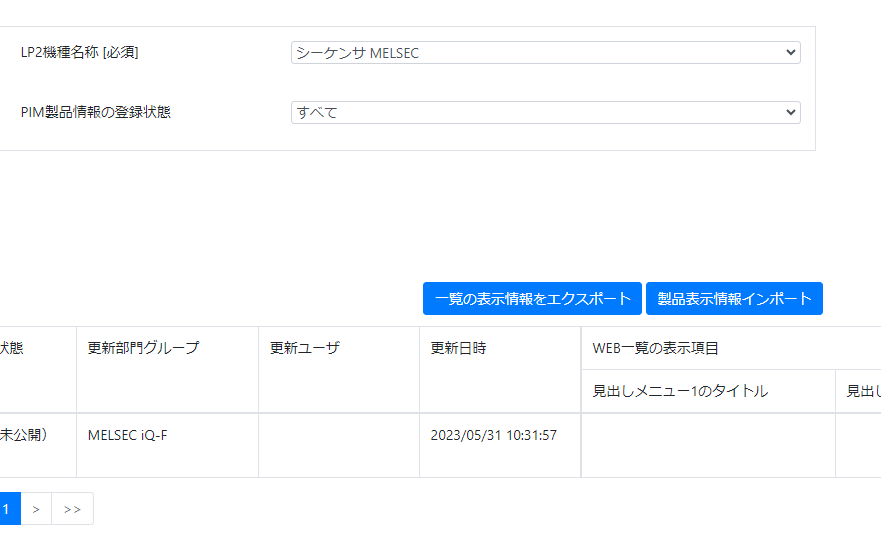 LP2機種名称 [必須]
シーケンサ MELSEC
PIM製品情報の登録状態
すべて
一覧の表示情報をエクスポート
製品表示情報インポート
状態
更新部門グループ
更新ユーザ
更新日時
WEB一覧の表示項目
見出しメニュー1のタイトル
見出し
未公開）
MELSEC iQ-F
2023/05/31 10:31:57
1
>
>>